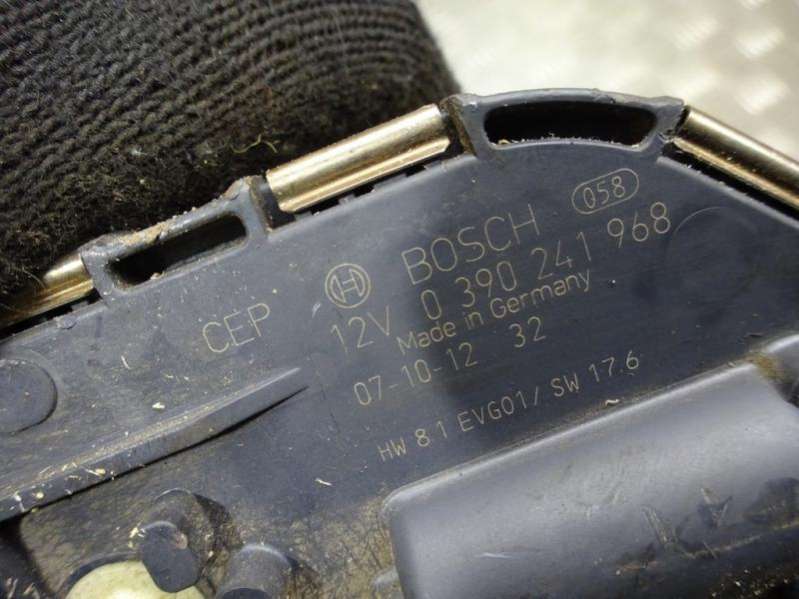 058
BOSCH
CEP 12V 0 390 241 968
Made in Germany
07-10-12 32
HW 8 1 EVG01/ SW 17.6